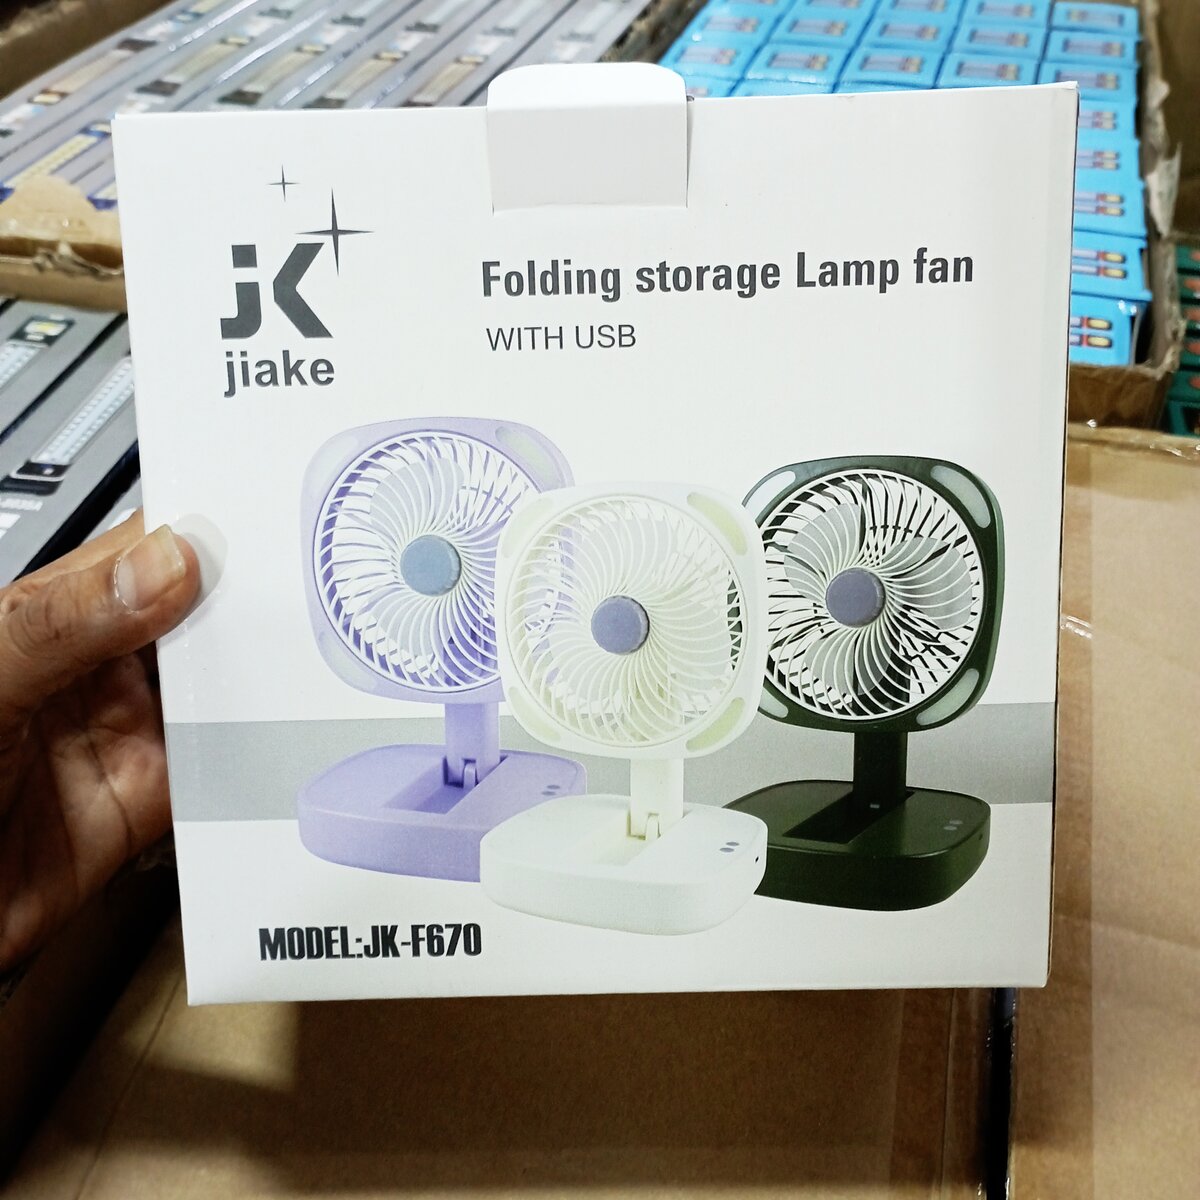 JK
jiake
Folding storage Lamp fan
WITH USB
MODEL:JK-F670